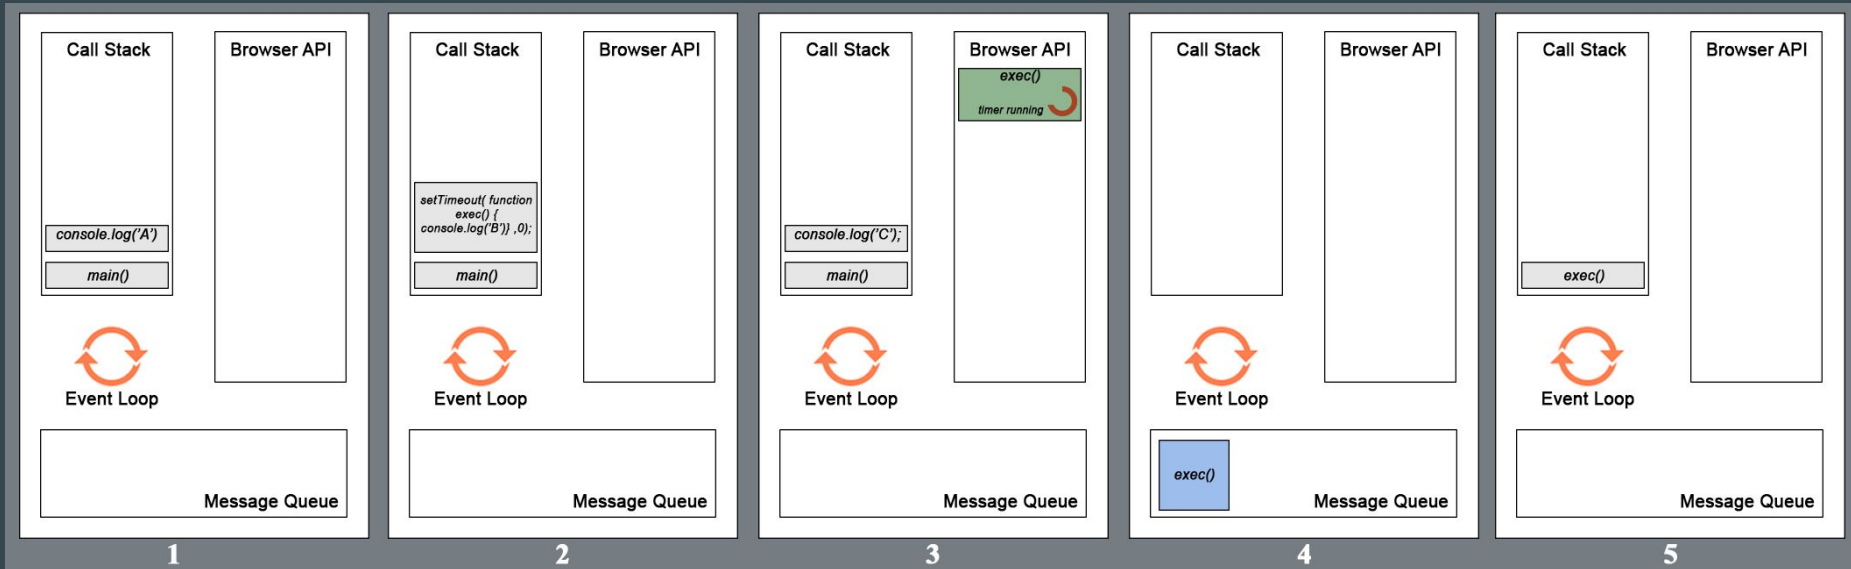 Call Stack
Browser API
console.log('A')
main()
Event Loop
Message Queue
1
Call Stack
Browser API
setTimeout( function
exec() {
console.log('B')} ,0);
main()
Event Loop
Message Queue
2
Call Stack
Browser API
exec()
timer running
console.log('C');
main()
Event Loop
Message Queue
3
Call Stack
Browser API
Event Loop
exec()
Message Queue
4
Call Stack
Browser API
exec()
Event Loop
Message Queue
5